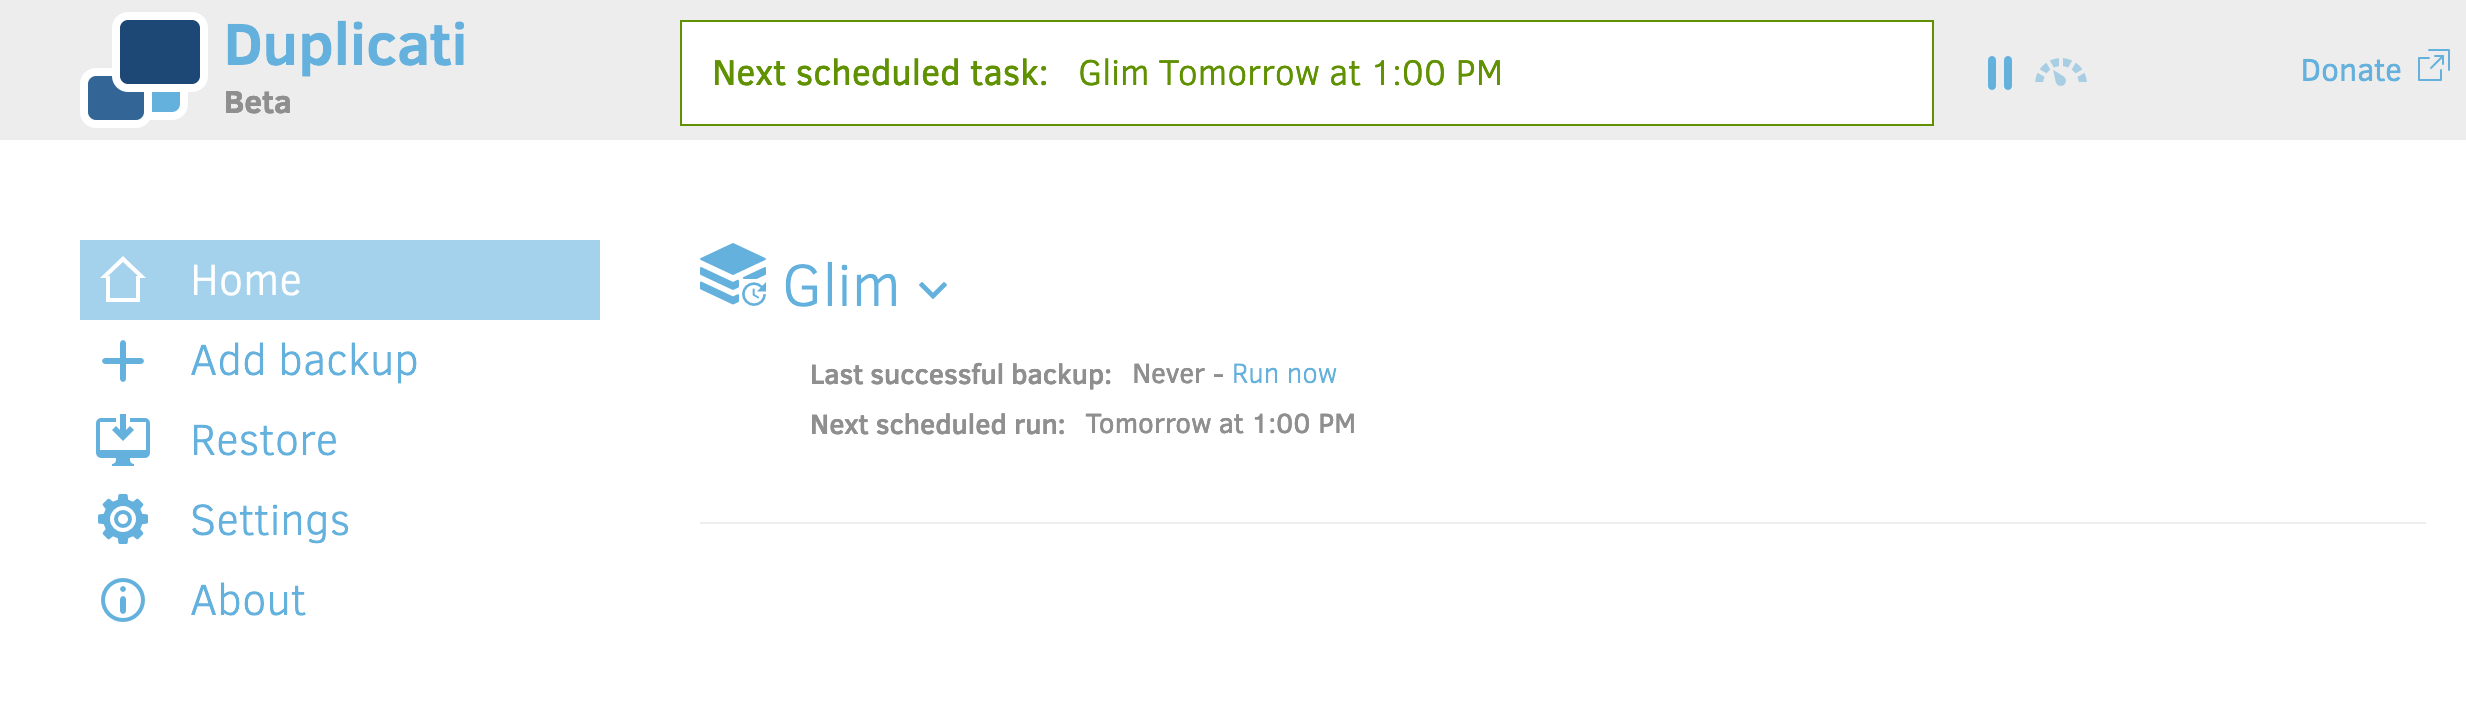 Duplicati
Beta
Next scheduled task: Glim Tomorrow at 1:00 PM
Donate
Home
Add backup
Restore
Settings
About
Glim
Last successful backup: Never - Run now
Next scheduled run: Tomorrow at 1:00 PM